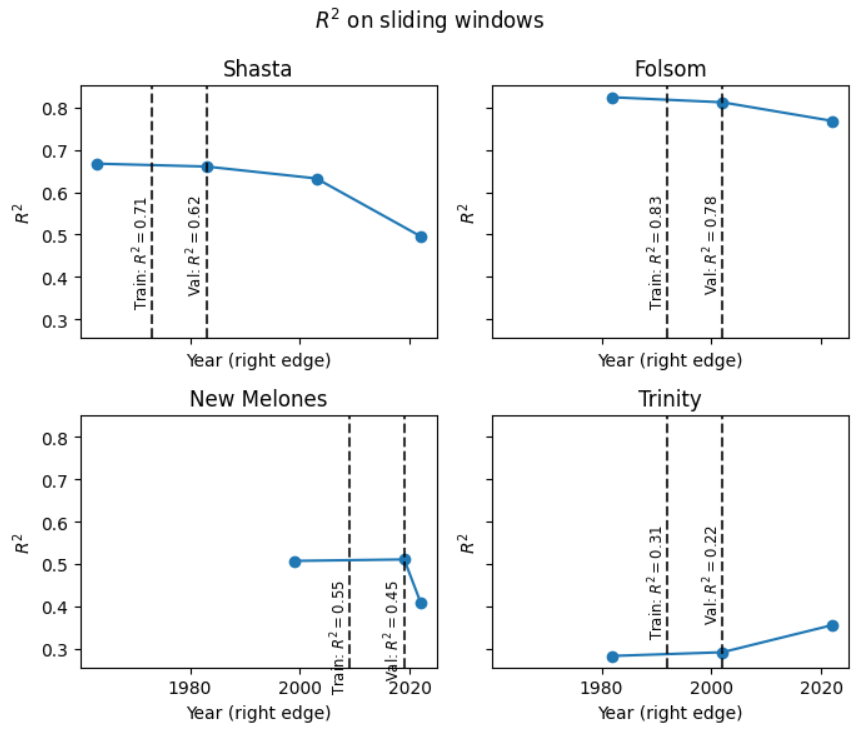 R² on sliding windows
Shasta
Folsom
0.8
0.7
0.6
0.5
0.4
0.3
R²
Train: R² = 0.71
Val: R² = 0.62
Year (right edge)
R²
Train: R² = 0.83
Val: R² = 0.78
Year (right edge)
New Melones
Trinity
0.8
0.7
0.6
0.5
0.4
0.3
R²
Train: R² = 0.55
Val: R² = 0.45
1980
2000
2020
Year (right edge)
R²
Train: R² = 0.31
Val: R² = 0.22
1980
2000
2020
Year (right edge)